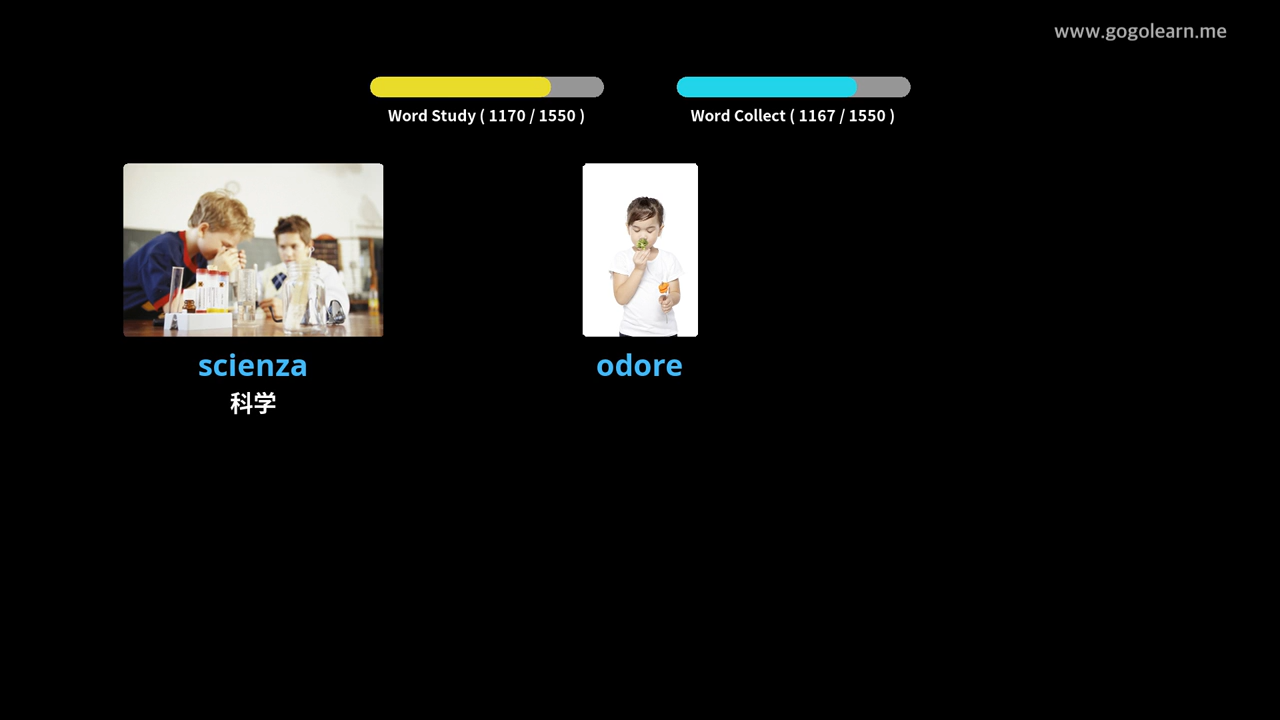 www.gogolearn.me
Word Study ( 1170 / 1550 )
Word Collect ( 1167 / 1550 )
scienza
科学
odore